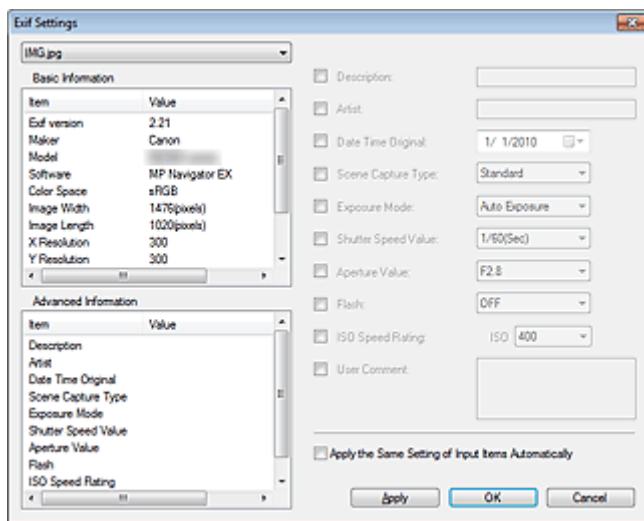 Exif Settings
IMG.jpg
Basic Information
Item Value
Exif version 2.21
Maker Canon
Model
Software MP Navigator EX
Color Space sRGB
Image Width 1476(pixels)
Image Length 1020(pixels)
X Resolution 300
Y Resolution 300
Advanced Information
Item Value
Description
Artist
Date Time Original
Scene Capture Type
Exposure Mode
Shutter Speed Value
Aperture Value
Flash
ISO Speed Rating
Description:
Artist:
Date Time Original: 1/ 1/2010
Scene Capture Type: Standard
Exposure Mode: Auto Exposure
Shutter Speed Value: 1/60(Sec)
Aperture Value: F2.8
Flash: OFF
ISO Speed Rating: ISO 400
User Comment:
Apply the Same Setting of Input Items Automatically
Apply OK Cancel